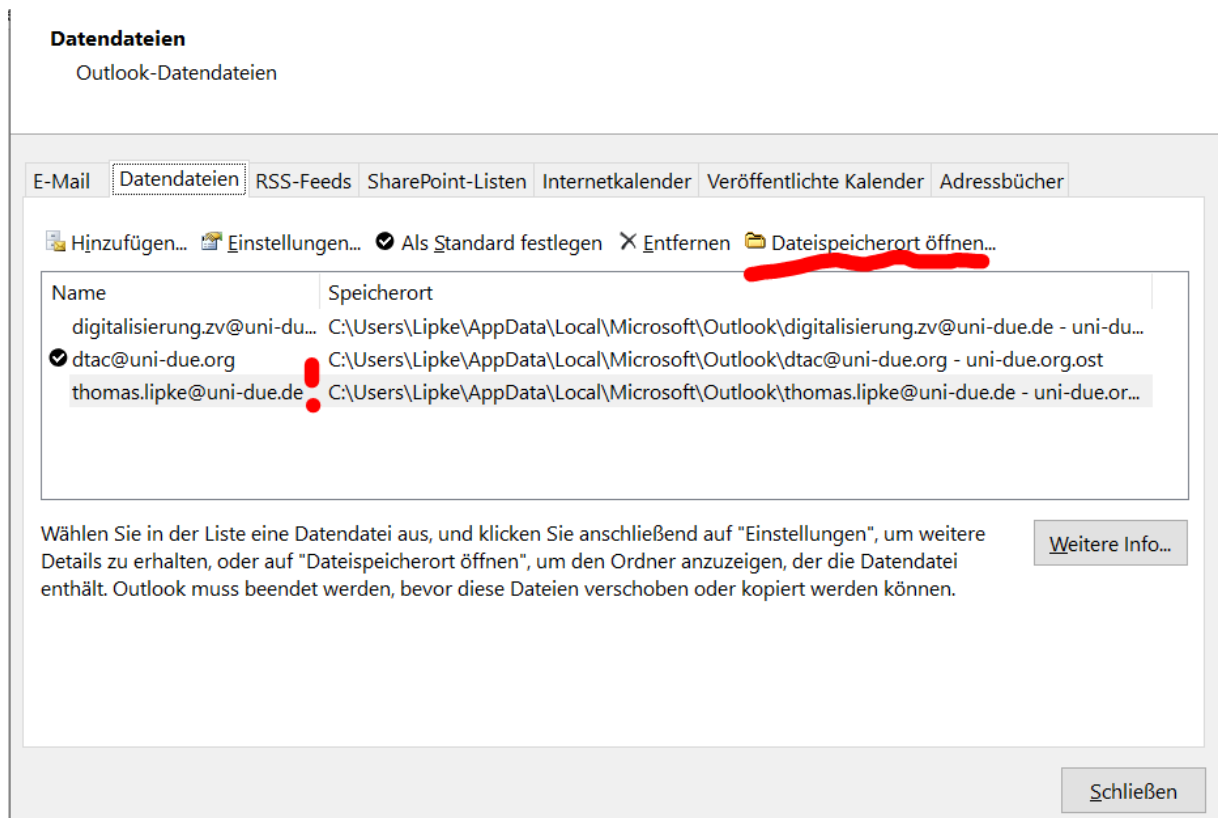 Datendateien
Outlook-Datendateien
E-Mail Datendateien RSS-Feeds SharePoint-Listen Internetkalender Veröffentlichte Kalender Adressbücher
Hinzufügen... Einstellungen... Als Standard festlegen Entfernen Dateispeicherort öffnen...
Name Speicherort
digitalisierung.zv@uni-du... C:\Users\Lipke\AppData\Local\Microsoft\Outlook\digitalisierung.zv@uni-due.de - uni-du...
dtac@uni-due.org C:\Users\Lipke\AppData\Local\Microsoft\Outlook\dtac@uni-due.org - uni-due.org.ost
thomas.lipke@uni-due.de ! C:\Users\Lipke\AppData\Local\Microsoft\Outlook\thomas.lipke@uni-due.de - uni-due.or...
Wählen Sie in der Liste eine Datendatei aus, und klicken Sie anschließend auf "Einstellungen", um weitere
Details zu erhalten, oder auf "Dateispeicherort öffnen", um den Ordner anzuzeigen, der die Datendatei
enthält. Outlook muss beendet werden, bevor diese Dateien verschoben oder kopiert werden können.
Weitere Info...
Schließen